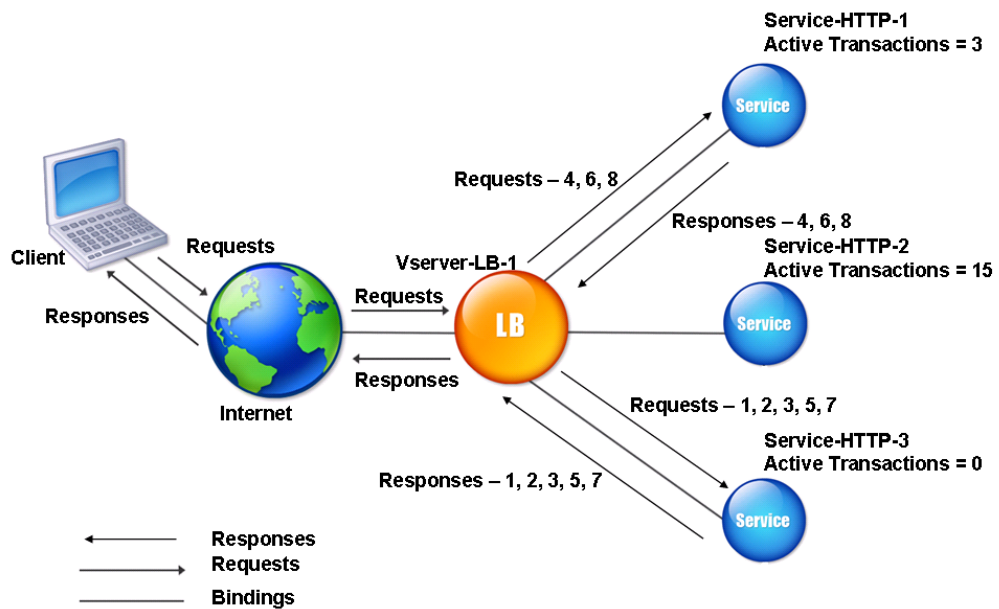 Service-HTTP-1
Active Transactions = 3
Service
Requests – 4, 6, 8
Responses – 4, 6, 8
Client
Requests
Responses
Internet
Vserver-LB-1
Requests
LB
Responses
Service-HTTP-2
Active Transactions = 15
Service
Requests – 1, 2, 3, 5, 7
Responses – 1, 2, 3, 5, 7
Service-HTTP-3
Active Transactions = 0
Service
Responses
Requests
Bindings